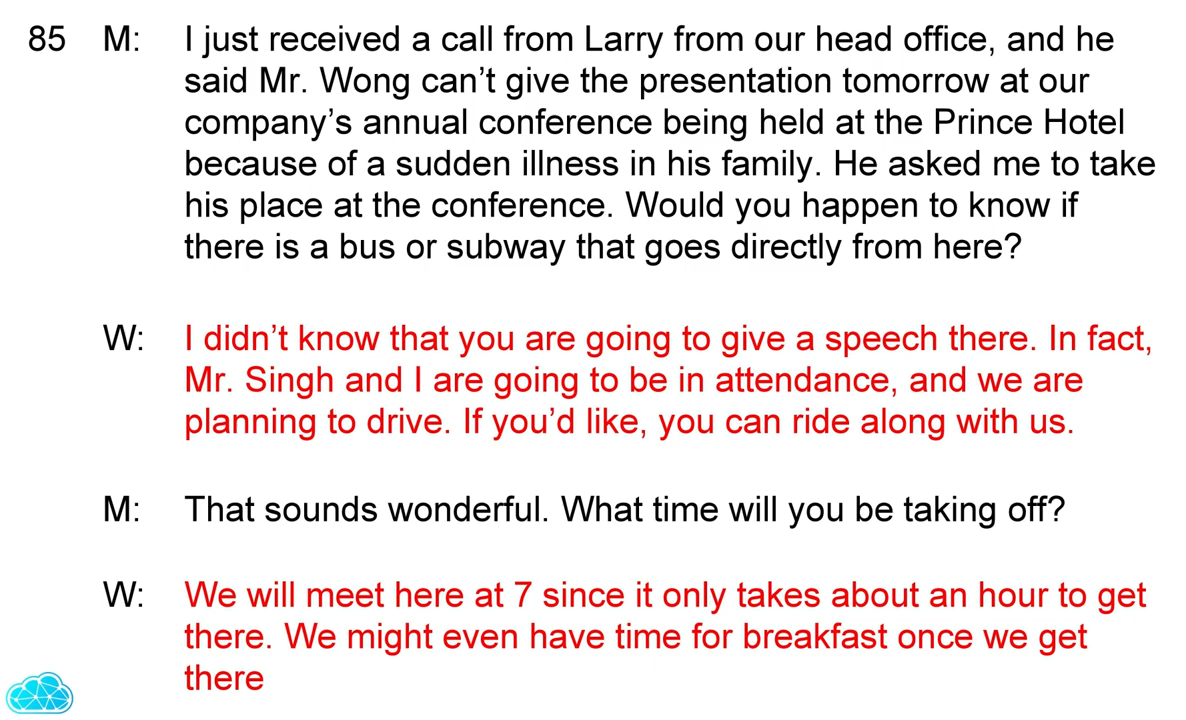 85 M: I just received a call from Larry from our head office, and he
said Mr. Wong can’t give the presentation tomorrow at our
company’s annual conference being held at the Prince Hotel
because of a sudden illness in his family. He asked me to take
his place at the conference. Would you happen to know if
there is a bus or subway that goes directly from here?
W: I didn’t know that you are going to give a speech there. In fact,
Mr. Singh and I are going to be in attendance, and we are
planning to drive. If you’d like, you can ride along with us.
M: That sounds wonderful. What time will you be taking off?
W: We will meet here at 7 since it only takes about an hour to get
there. We might even have time for breakfast once we get
there